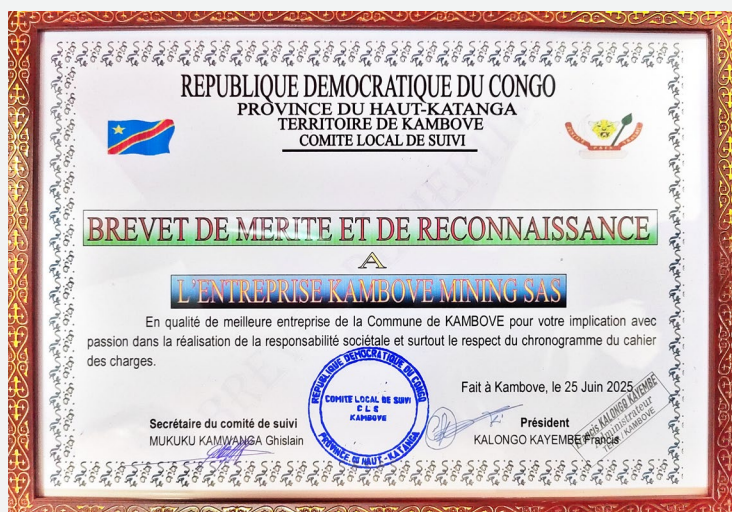 REPUBLIQUE DEMOCRATIQUE DU CONGO
PROVINCE DU HAUT-KATANGA
TERRITOIRE DE KAMBOVE
COMITE LOCAL DE SUIVI
BREVET DE MERITE ET DE RECONNAISSANCE
A
L'ENTREPRISE KAMBOVE MINING SAS
En qualité de meilleure entreprise de la Commune de KAMBOVE pour votre implication avec
passion dans la réalisation de la responsabilité sociétale et surtout le respect du chronogramme du cahier
des charges.
Fait à Kambove, le 25 Juin 2025
REPUBLIQUE DEMOCRATIQUE DU CONGO
COMITE LOCAL DE SUIVI
C L S
KAMBOVE
PROVINCE DU HAUT-KATANGA
Secrétaire du comité de suivi
MUKUKU KAMWANGA Ghislain
Président
KALONGO KAYEMBE Francis
Francis KALONGO KAYEMBE
Administrateur
KAMBOVE